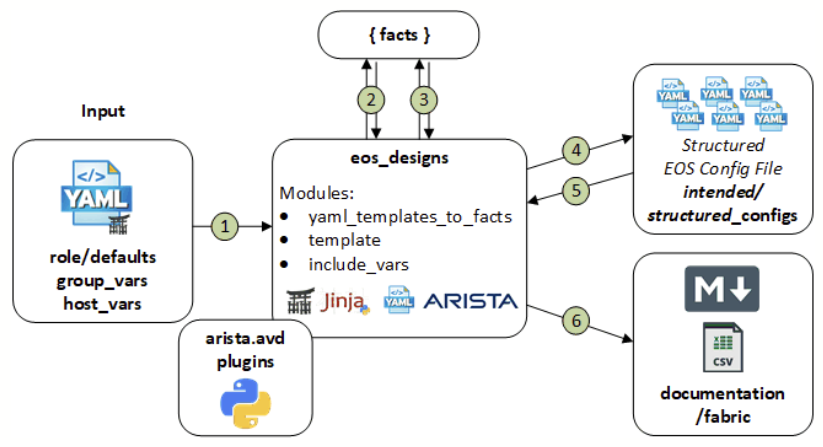 { facts }
2
3
Input
YAML
role/defaults
group_vars
host_vars
1
eos_designs
Modules:
● yaml_templates_to_facts
● template
● include_vars
Jinja
YAML
ARISTA
arista.avd
plugins
4
5
6
YAML
YAML
YAML
YAML
YAML
YAML
Structured
EOS Config File
intended/
structured_configs
M
CSV
documentation
/fabric